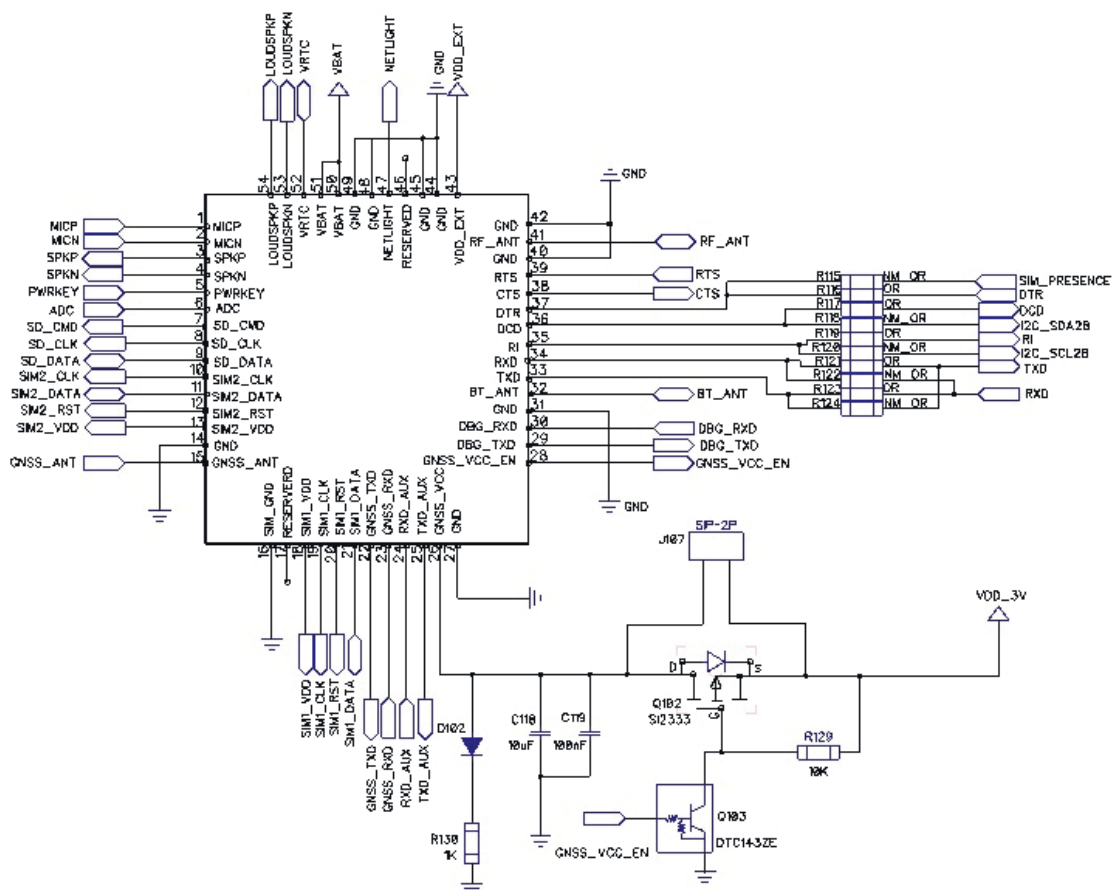 LOUDSPKP
LOUDSPKN
VRTC
VBAT
NETLIGHT
GND
VDD_EXT
54
53
52
51
50
49
48
47
46
45
44
43
LOUDSPKP
LOUDSPKN
VRTC
VBAT
VBAT
GND
GND
NETLIGHT
RESERVED
GND
GND
VDD_EXT
MICP 1 MICP
MICN 2 MICN
SPKP 3 SPKP
SPKN 4 SPKN
PWRKEY 5 PWRKEY
ADC 6 ADC
SD_CMD 7 SD_CMD
SD_CLK 8 SD_CLK
SD_DATA 9 SD_DATA
SIM2_CLK 10 SIM2_CLK
SIM2_DATA 11 SIM2_DATA
SIM2_RST 12 SIM2_RST
SIM2_VDD 13 SIM2_VDD
14 GND
GNSS_ANT 15 GNSS_ANT
GND 42
GND
RF_ANT 41 RF_ANT
GND 40
RTS 39 RTS
CTS 38 CTS
DTR 37
DCD 36
RI 35
RXD 34
TXD 33
BT_ANT 32 BT_ANT
GND 31
DBG_RXD 30 DBG_RXD
DBG_TXD 29 DBG_TXD
GNSS_VCC_EN 28 GNSS_VCC_EN
GND
R115 NM_0R SIM_PRESENCE
R116 0R DTR
R117 0R DCD
R118 NM_0R I2C_SDA28
R119 0R RI
R120 NM_0R I2C_SCL28
R121 0R TXD
R122 NM_0R
R123 0R RXD
R124 NM_0R
SIM_GND
RESERVERD
SIM1_VDD
SIM1_CLK
SIM1_RST
SIM1_DATA
GNSS_TXD
GNSS_RXD
RXD_AUX
TXD_AUX
GNSS_VCC
GND
16
17
18
19
20
21
22
23
24
25
26
27
SIM1_VDD
SIM1_CLK
SIM1_RST
SIM1_DATA
GNSS_TXD
GNSS_RXD
RXD_AUX
TXD_AUX
SIP-2P
J107
VDD_3V
D
S
G
Q102
SI2333
D102
C118
10uF
C119
100nF
R129
10K
R130
1K
Q103
DTC143ZE
GNSS_VCC_EN